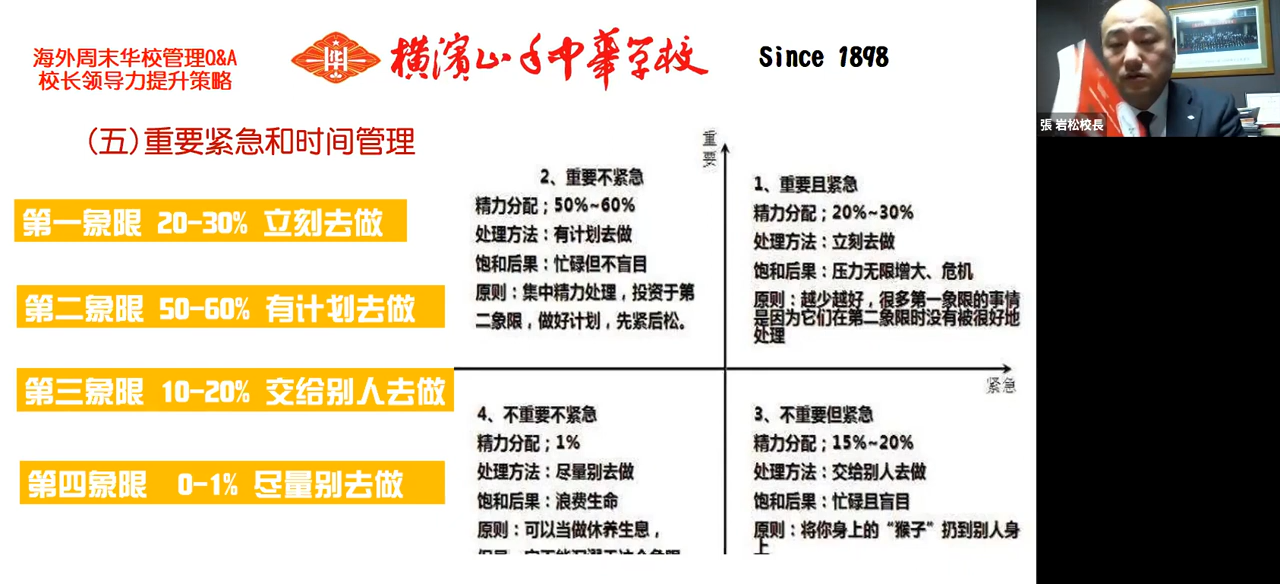 海外周末华校管理Q&A
校长领导力提升策略
華
横濱山手中華学校
Since 1898
張 岩松校長
(五)重要紧急和时间管理
第一象限 20-30% 立刻去做
第二象限 50-60% 有计划去做
第三象限 10-20% 交给别人去做
第四象限 0-1% 尽量别去做
重要
2、重要不紧急
精力分配；50%~60%
处理方法：有计划去做
饱和后果：忙碌但不盲目
原则：集中精力处理，投资于第
二象限，做好计划，先紧后松。
1、重要且紧急
精力分配；20%~30%
处理方法：立刻去做
饱和后果：压力无限增大、危机
原则：越少越好，很多第一象限的事情
是因为它们在第二象限时没有被很好地
处理
紧急
4、不重要不紧急
精力分配；1%
处理方法：尽量别去做
饱和后果：浪费生命
原则：可以当做休养生息，
3、不重要但紧急
精力分配；15%~20%
处理方法：交给别人去做
饱和后果：忙碌且盲目
原则：将你身上的“猴子”扔到别人身
上